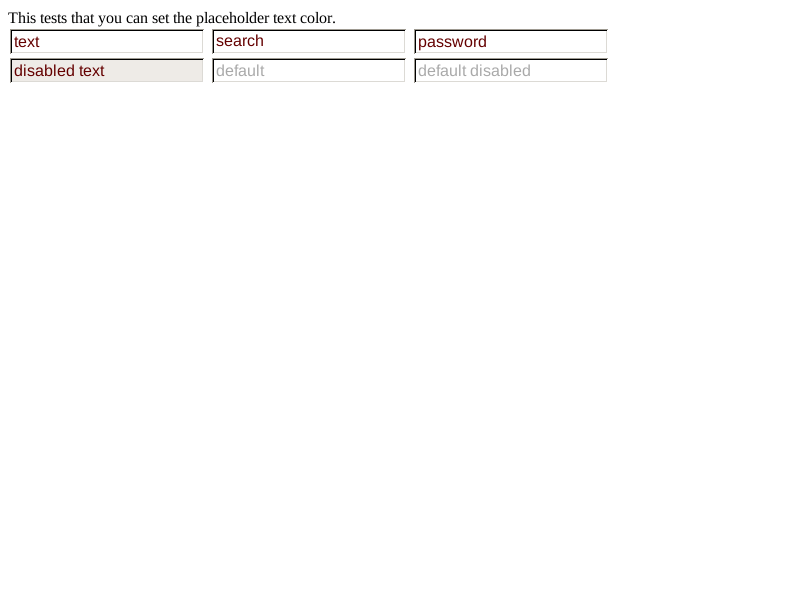 This tests that you can set the placeholder text color.
text search password
disabled text default default disabled